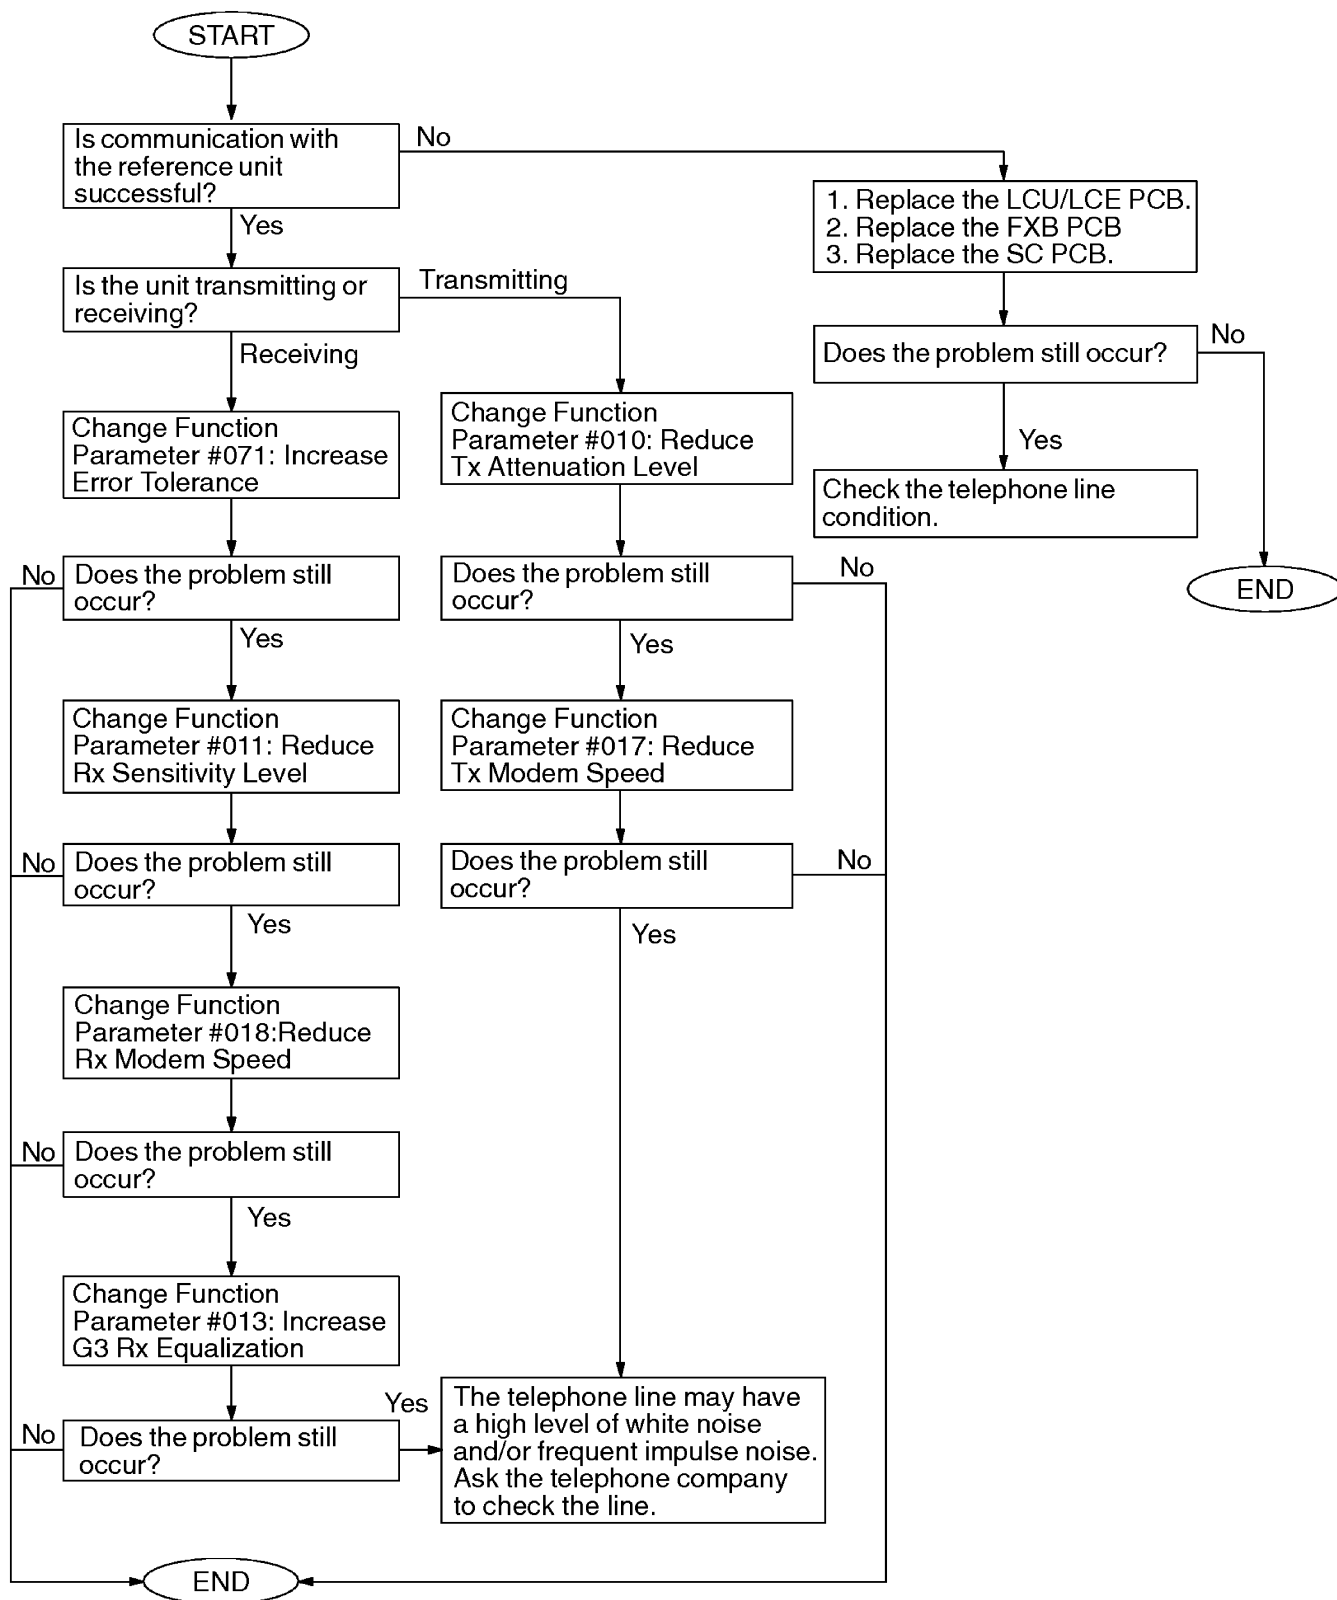 START
Is communication with
the reference unit
successful?
No
Yes
1. Replace the LCU/LCE PCB.
2. Replace the FXB PCB
3. Replace the SC PCB.
Is the unit transmitting or
receiving?
Transmitting
Receiving
Does the problem still occur?
No
Yes
Check the telephone line
condition.
END
Change Function
Parameter #071: Increase
Error Tolerance
Change Function
Parameter #010: Reduce
Tx Attenuation Level
No
Does the problem still
occur?
Yes
Does the problem still
occur?
No
Yes
Change Function
Parameter #011: Reduce
Rx Sensitivity Level
Change Function
Parameter #017: Reduce
Tx Modem Speed
No
Does the problem still
occur?
Yes
Does the problem still
occur?
No
Yes
Change Function
Parameter #018:Reduce
Rx Modem Speed
No
Does the problem still
occur?
Yes
Change Function
Parameter #013: Increase
G3 Rx Equalization
No
Does the problem still
occur?
Yes
The telephone line may have
a high level of white noise
and/or frequent impulse noise.
Ask the telephone company
to check the line.
END